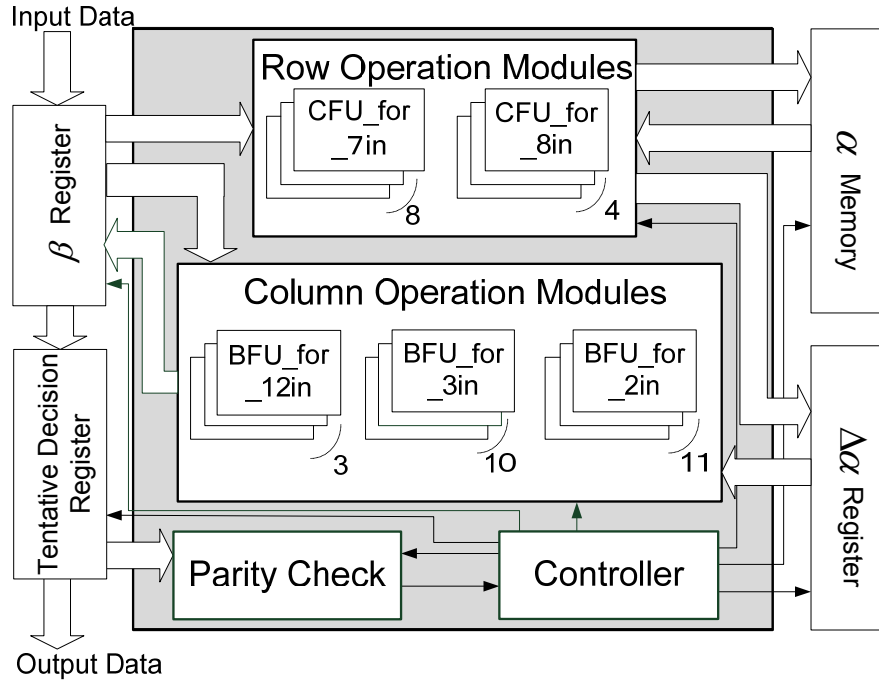 Input Data
Row Operation Modules
CFU_for
_7in
8
CFU_for
_8in
4
α Memory
β Register
Column Operation Modules
BFU_for
_12in
3
BFU_for
_3in
10
BFU_for
_2in
11
Δα Register
Tentative Decision
Register
Parity Check
Controller
Output Data